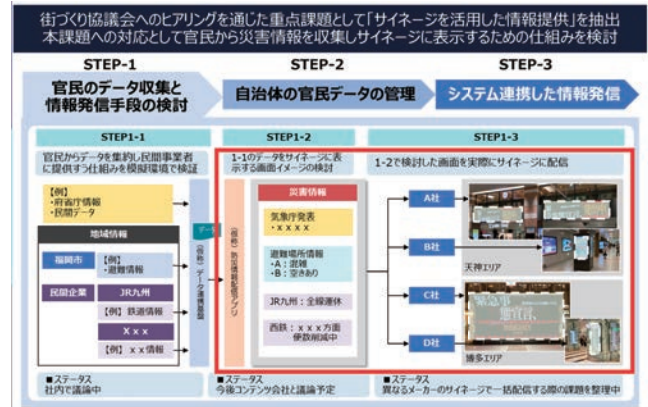 街づくり協議会へのヒアリングを通じた重点課題として「サイネージを活用した情報提供」を抽出
本課題への対応として官民から災害情報を収集しサイネージに表示するための仕組みを検討
STEP-1
官民のデータ収集と
情報発信手段の検討
STEP-2
自治体の官民データの管理
STEP-3
システム連携した情報発信
STEP1-1
官民からデータを集約し民間事業者
に提供すう仕組みを模擬環境で検証
【例】
・府省庁情報
・民間データ
地域情報
福岡市
【例】
・避難情報
民間企業
JR九州
【例】鉄道情報
Xxx
【例】xx情報
データ
(仮称)データ連携基盤
■ステータス
社内で議論中
STEP1-2
1-1のデータをサイネージに表
示する画面イメージの検討
(仮称)防災情報配信アプリ
災害情報
気象庁発表
・xxxx
避難場所情報
・A:混雑
・B:空きあり
JR九州:全線運休
西鉄:xxx方面
便数削減中
■ステータス
今後コンテンツ会社と議論予定
STEP1-3
1-2で検討した画面を実際にサイネージに配信
A社
B社
C社
D社
天神エリア
緊急事
態宣言、
博多エリア
■ステータス
異なるメーカーのサイネージで一括配信する際の課題を整理中